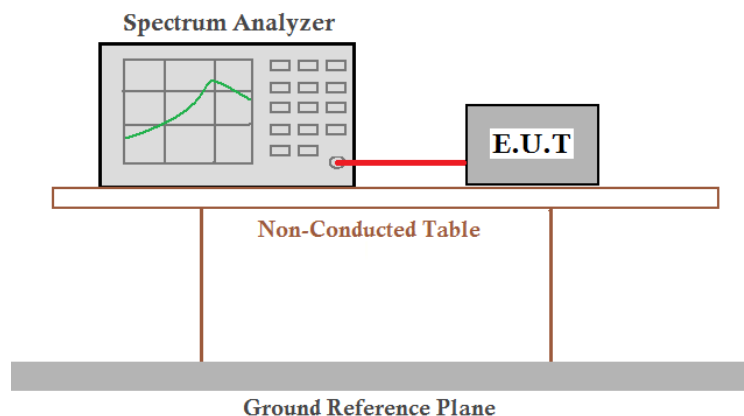 Spectrum Analyzer
E.U.T
Non-Conducted Table
Ground Reference Plane